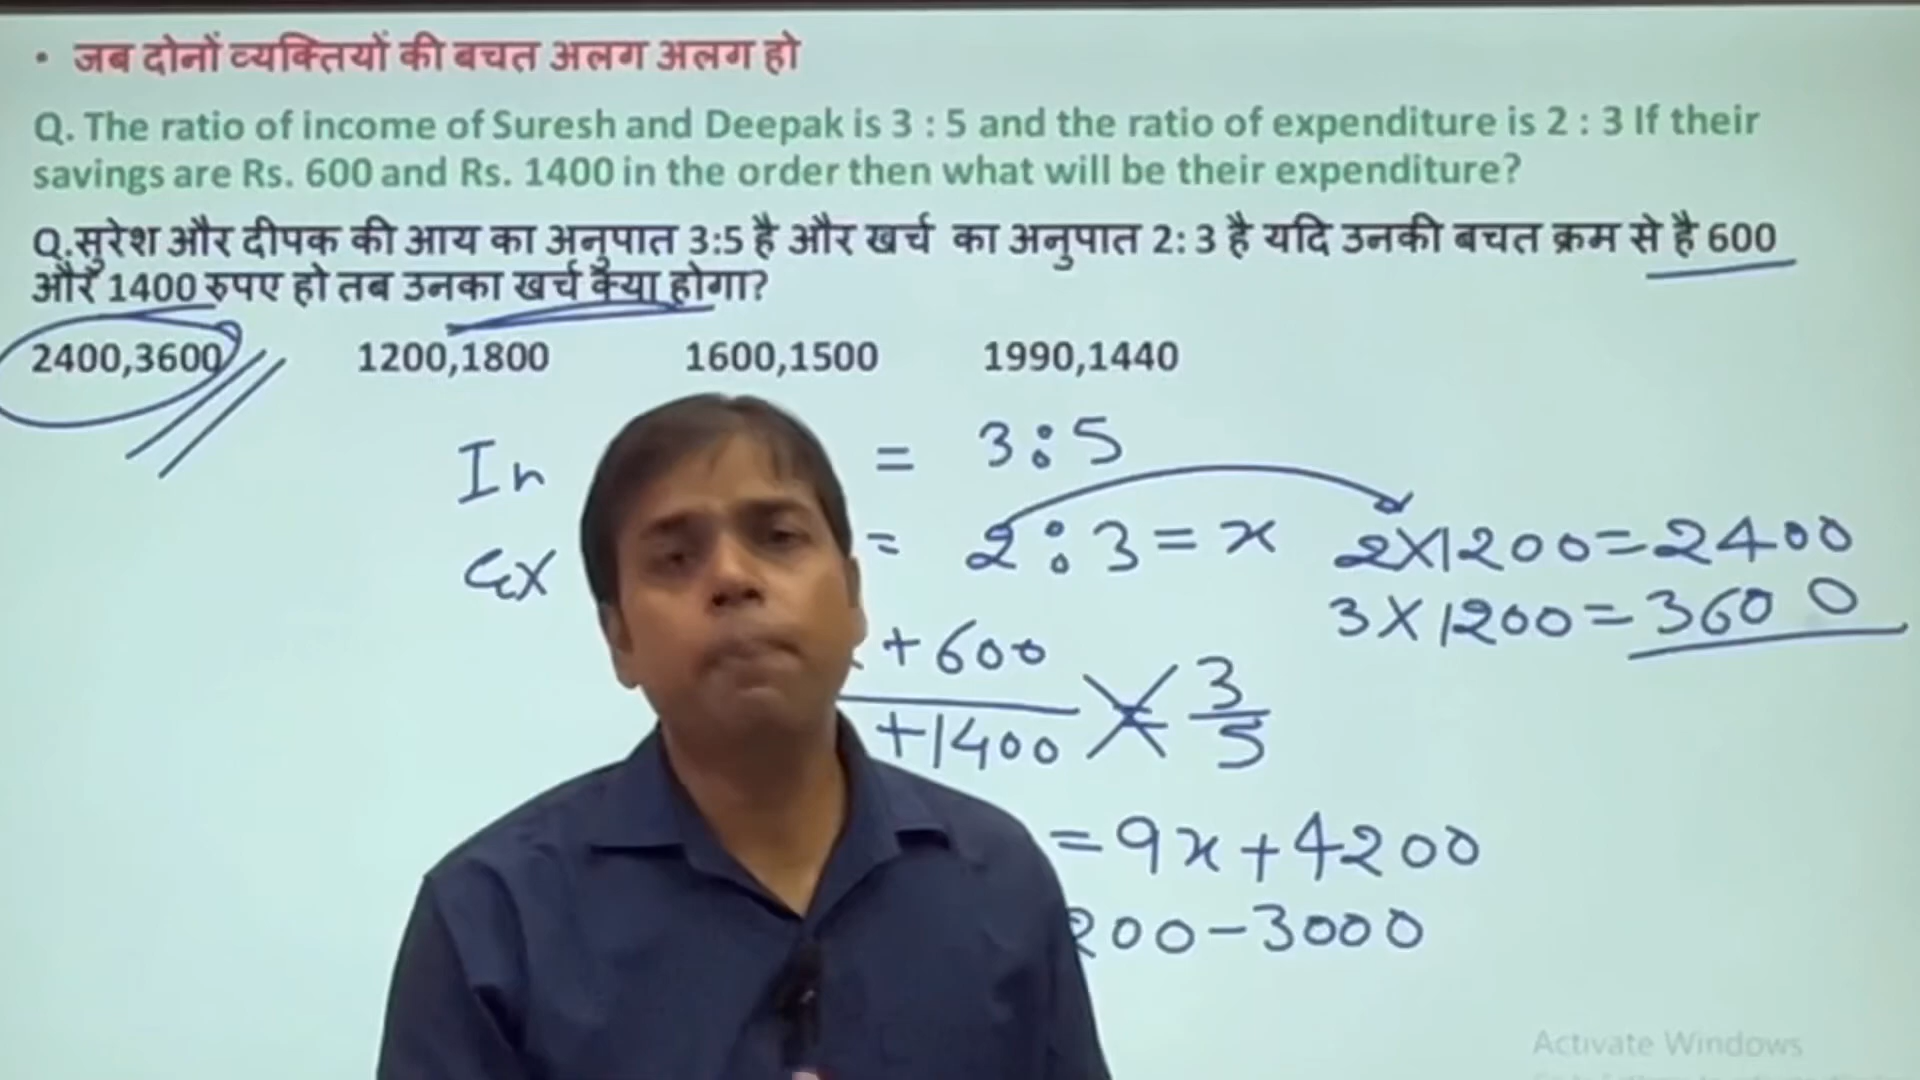 • जब दोनों व्यक्तियों की बचत अलग अलग हो
Q. The ratio of income of Suresh and Deepak is 3 : 5 and the ratio of expenditure is 2 : 3 If their
savings are Rs. 600 and Rs. 1400 in the order then what will be their expenditure?
Q.सुरेश और दीपक की आय का अनुपात 3:5 है और खर्च का अनुपात 2: 3 है यदि उनकी बचत क्रम से है 600
और 1400 रुपए हो तब उनका खर्च क्या होगा?
2400,3600 1200,1800 1600,1500 1990,1440
In = 3:5
Ex = 2:3 = x 2×1200=2400
3×1200=3600
+600
+1400 = 3/5
=9x+4200
200-3000
Activate Windows